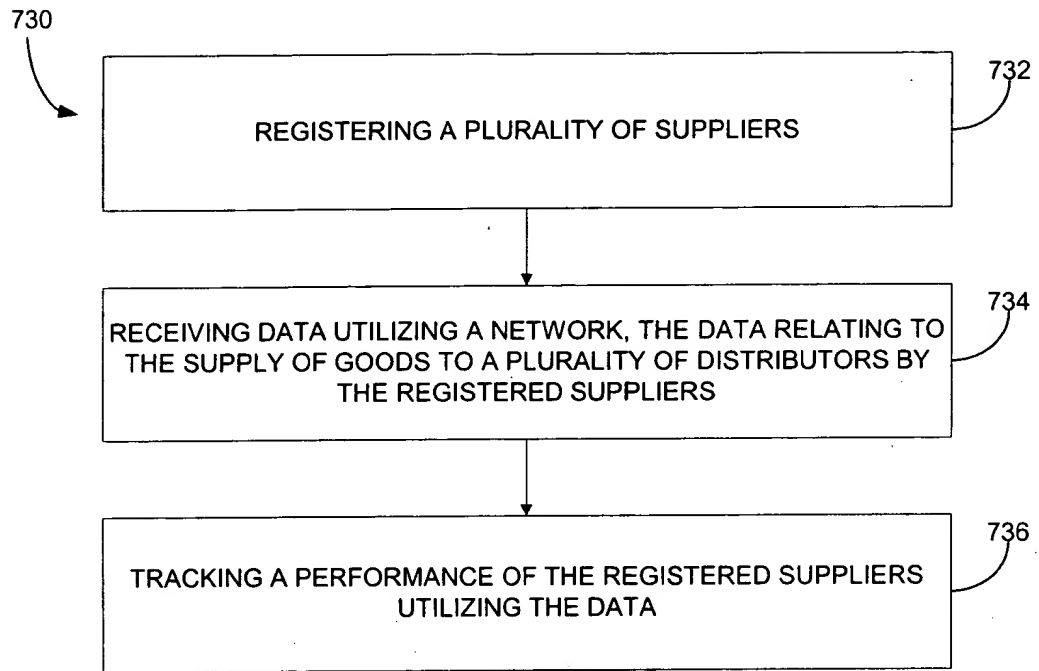 730
732
REGISTERING A PLURALITY OF SUPPLIERS
734
RECEIVING DATA UTILIZING A NETWORK, THE DATA RELATING TO
THE SUPPLY OF GOODS TO A PLURALITY OF DISTRIBUTORS BY
THE REGISTERED SUPPLIERS
736
TRACKING A PERFORMANCE OF THE REGISTERED SUPPLIERS
UTILIZING THE DATA